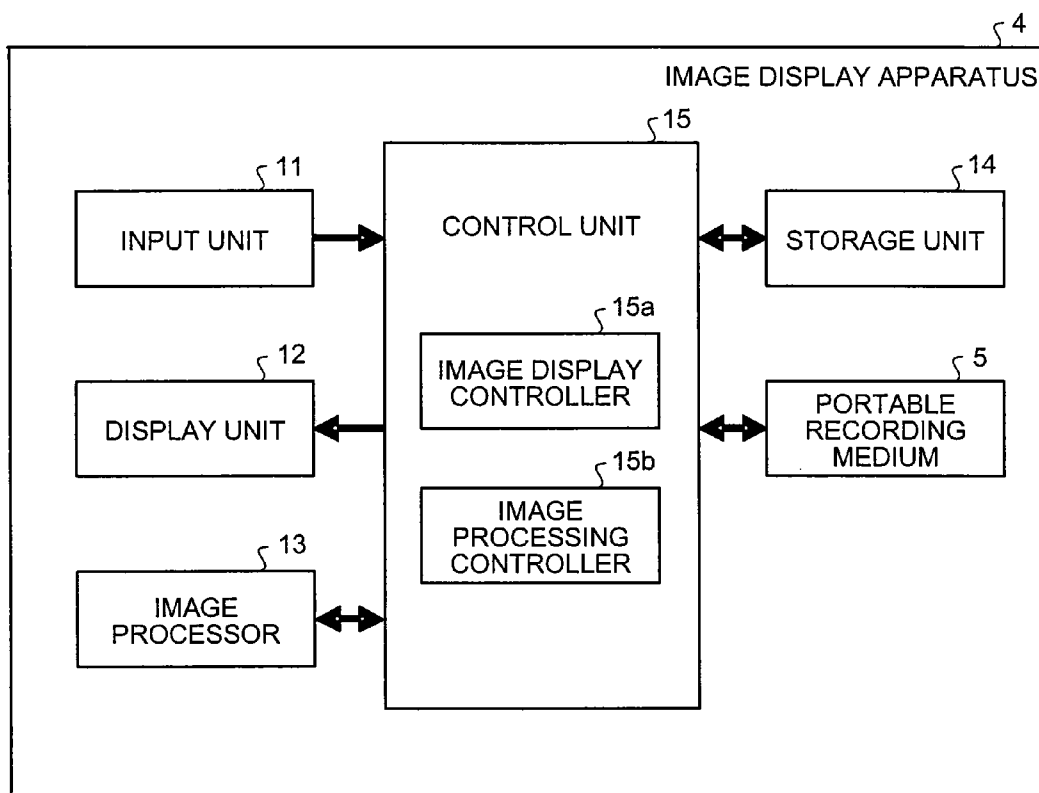 4
IMAGE DISPLAY APPARATUS
15
11
14
INPUT UNIT
CONTROL UNIT
STORAGE UNIT
15a
12
5
IMAGE DISPLAY
CONTROLLER
DISPLAY UNIT
PORTABLE
RECORDING
MEDIUM
15b
13
IMAGE
PROCESSING
CONTROLLER
IMAGE
PROCESSOR